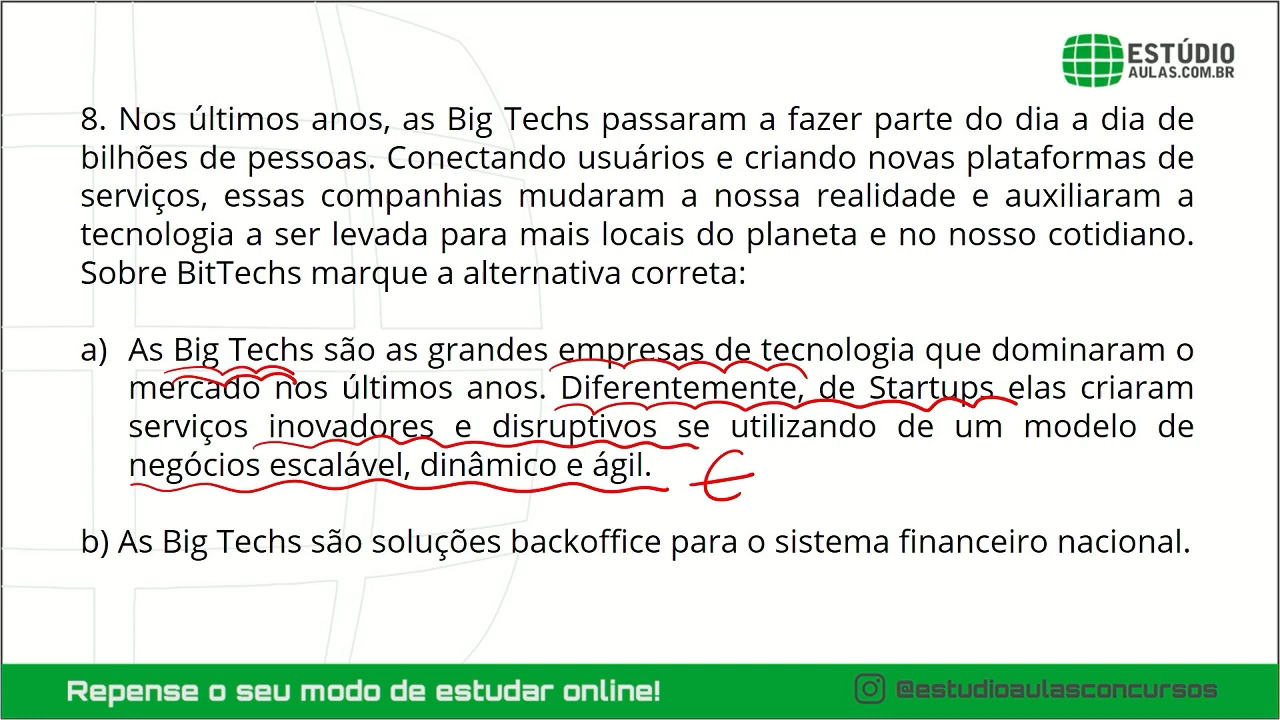 ESTÚDIO
AULAS.COM.BR
8. Nos últimos anos, as Big Techs passaram a fazer parte do dia a dia de
bilhões de pessoas. Conectando usuários e criando novas plataformas de
serviços, essas companhias mudaram a nossa realidade e auxiliaram a
tecnologia a ser levada para mais locais do planeta e no nosso cotidiano.
Sobre BitTechs marque a alternativa correta:
a) As Big Techs são as grandes empresas de tecnologia que dominaram o
mercado nos últimos anos. Diferentemente, de Startups elas criaram
serviços inovadores e disruptivos se utilizando de um modelo de
negócios escalável, dinâmico e ágil. E
b) As Big Techs são soluções backoffice para o sistema financeiro nacional.
Repense o seu modo de estudar online!
@estudioaulasconcursos